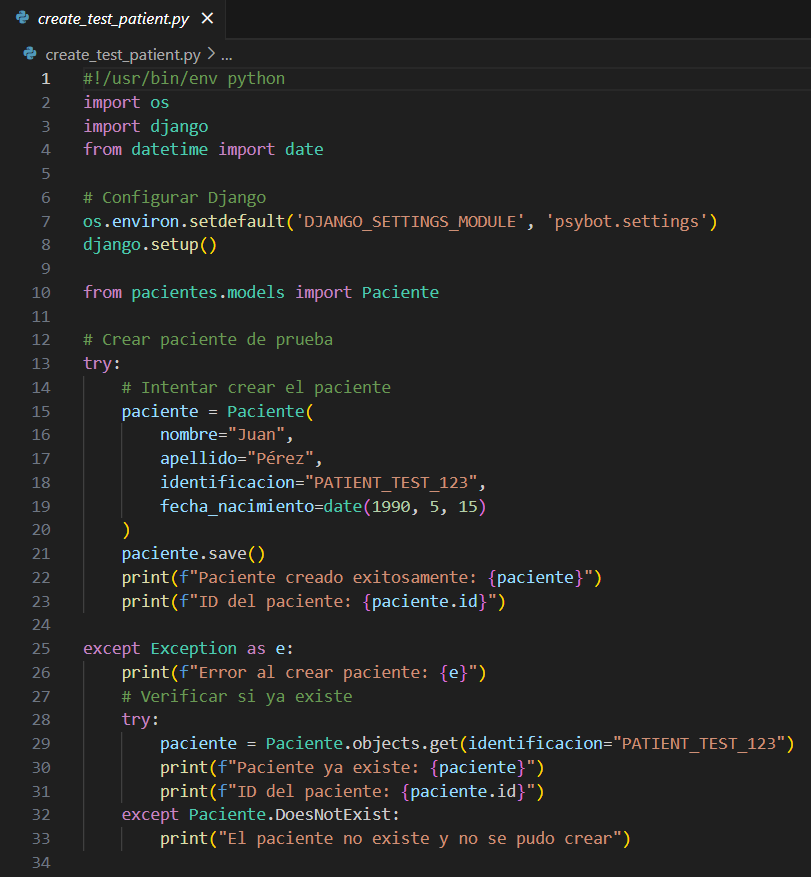 create_test_patient.py ×
create_test_patient.py > ...
1 #!/usr/bin/env python
2 import os
3 import django
4 from datetime import date
5
6 # Configurar Django
7 os.environ.setdefault('DJANGO_SETTINGS_MODULE', 'psybot.settings')
8 django.setup()
9
10 from pacientes.models import Paciente
11
12 # Crear paciente de prueba
13 try:
14     # Intentar crear el paciente
15     paciente = Paciente(
16         nombre="Juan",
17         apellido="Pérez",
18         identificacion="PATIENT_TEST_123",
19         fecha_nacimiento=date(1990, 5, 15)
20     )
21     paciente.save()
22     print(f"Paciente creado exitosamente: {paciente}")
23     print(f"ID del paciente: {paciente.id}")
24
25 except Exception as e:
26     print(f"Error al crear paciente: {e}")
27     # Verificar si ya existe
28     try:
29         paciente = Paciente.objects.get(identificacion="PATIENT_TEST_123")
30         print(f"Paciente ya existe: {paciente}")
31         print(f"ID del paciente: {paciente.id}")
32     except Paciente.DoesNotExist:
33         print("El paciente no existe y no se pudo crear")
34